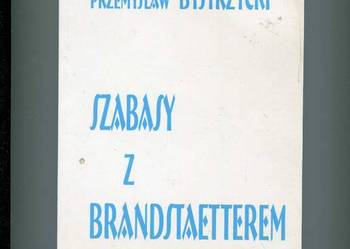 PRZEMYSŁAW BYSTRZYCKI
SZABASY
Z
BRANDSTAETTEREM